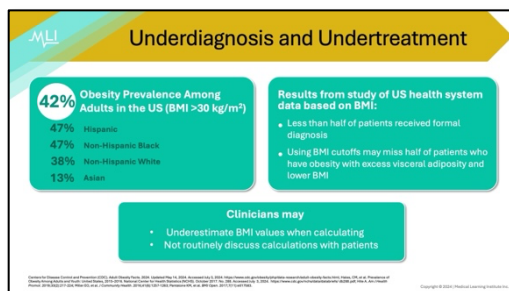 MLI
Underdiagnosis and Undertreatment
42%
Obesity Prevalence Among
Adults in the US (BMI >30 kg/m²)
47% Hispanic
47% Non-Hispanic Black
38% Non-Hispanic White
13% Asian
Results from study of US health system
data based on BMI:
• Less than half of patients received formal
diagnosis
• Using BMI cutoffs may miss half of patients who
have obesity with excess visceral adiposity and
lower BMI
Clinicians may
• Underestimate BMI values when calculating
• Not routinely discuss calculations with patients
Copyright © 2024 | Medical Learning Institute Inc.